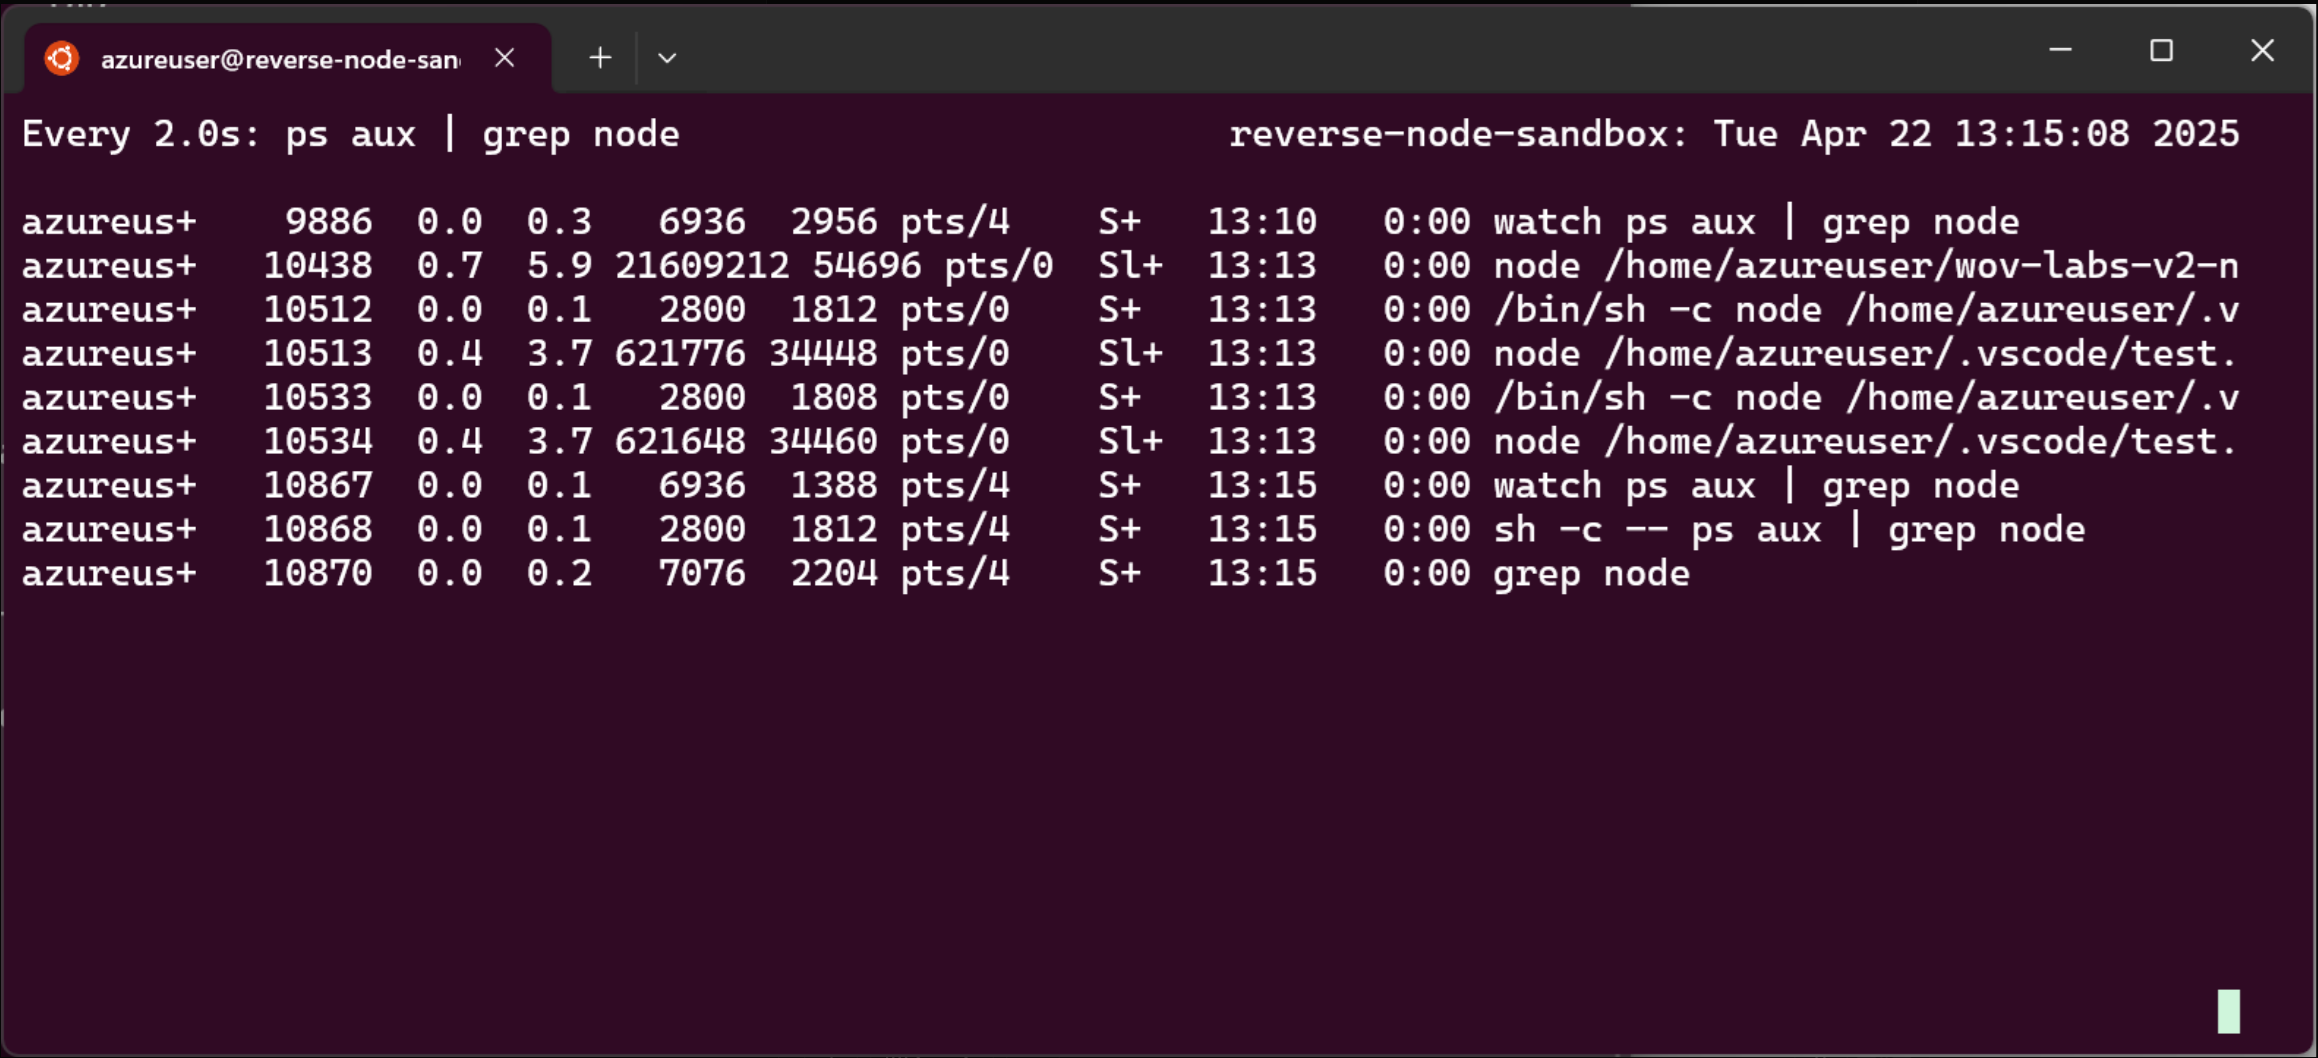 azureuser@reverse-node-san
Every 2.0s: ps aux | grep node reverse-node-sandbox: Tue Apr 22 13:15:08 2025
azureus+ 9886 0.0 0.3 6936 2956 pts/4 S+ 13:10 0:00 watch ps aux | grep node
azureus+ 10438 0.7 5.9 21609212 54696 pts/0 Sl+ 13:13 0:00 node /home/azureuser/wov-labs-v2-n
azureus+ 10512 0.0 0.1 2800 1812 pts/0 S+ 13:13 0:00 /bin/sh -c node /home/azureuser/.v
azureus+ 10513 0.4 3.7 621776 34448 pts/0 Sl+ 13:13 0:00 node /home/azureuser/.vscode/test.
azureus+ 10533 0.0 0.1 2800 1808 pts/0 S+ 13:13 0:00 /bin/sh -c node /home/azureuser/.v
azureus+ 10534 0.4 3.7 621648 34460 pts/0 Sl+ 13:13 0:00 node /home/azureuser/.vscode/test.
azureus+ 10867 0.0 0.1 6936 1388 pts/4 S+ 13:15 0:00 watch ps aux | grep node
azureus+ 10868 0.0 0.1 2800 1812 pts/4 S+ 13:15 0:00 sh -c -- ps aux | grep node
azureus+ 10870 0.0 0.2 7076 2204 pts/4 S+ 13:15 0:00 grep node